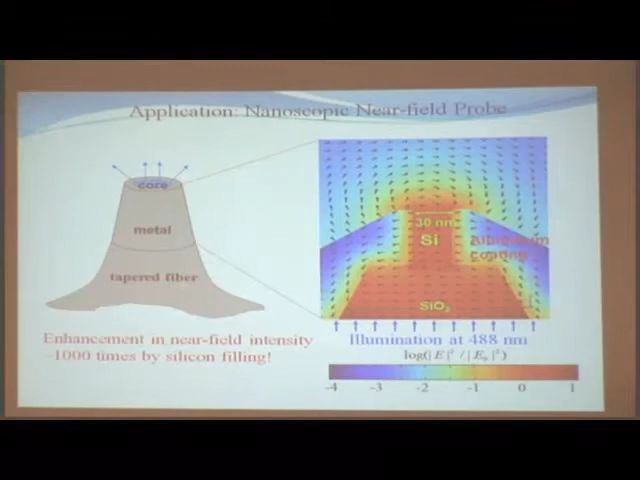 Application: Nanoscopic Near-field Probe
core
metal
tapered fiber
30 nm
Si
Aluminum
coating
SiO₂
Enhancement in near-field intensity
~1000 times by silicon filling!
Illumination at 488 nm
log(|E|² / |E₀|²)
-4 -3 -2 -1 0 1